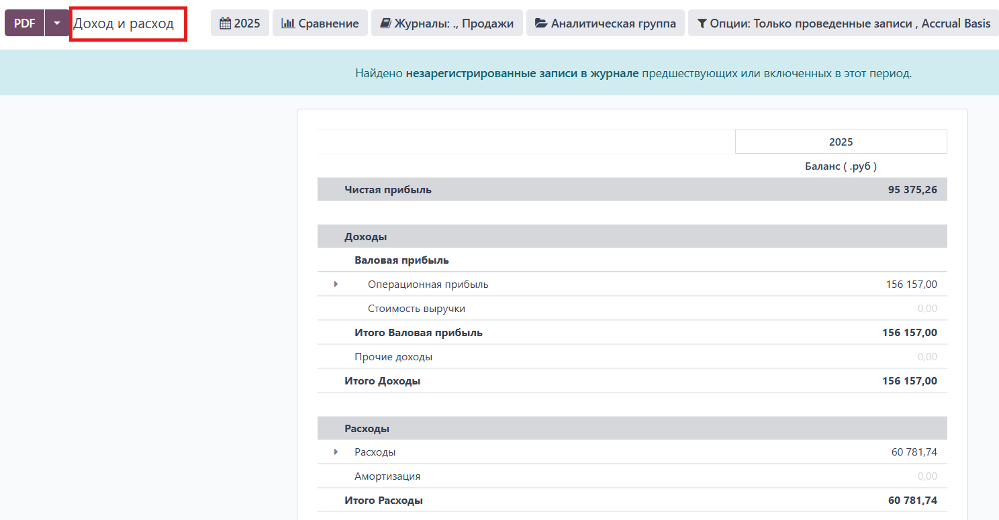 PDF Доход и расход 2025 Сравнение Журналы: ., Продажи Аналитическая группа Опции: Только проведенные записи , Accrual Basis
Найдено незарегистрированные записи в журнале предшествующих или включенных в этот период.
2025
Баланс ( .руб )
Чистая прибыль 95 375,26
Доходы
Валовая прибыль
Операционная прибыль 156 157,00
Стоимость выручки 0,00
Итого Валовая прибыль 156 157,00
Прочие доходы 0,00
Итого Доходы 156 157,00
Расходы
Расходы 60 781,74
Амортизация 0,00
Итого Расходы 60 781,74